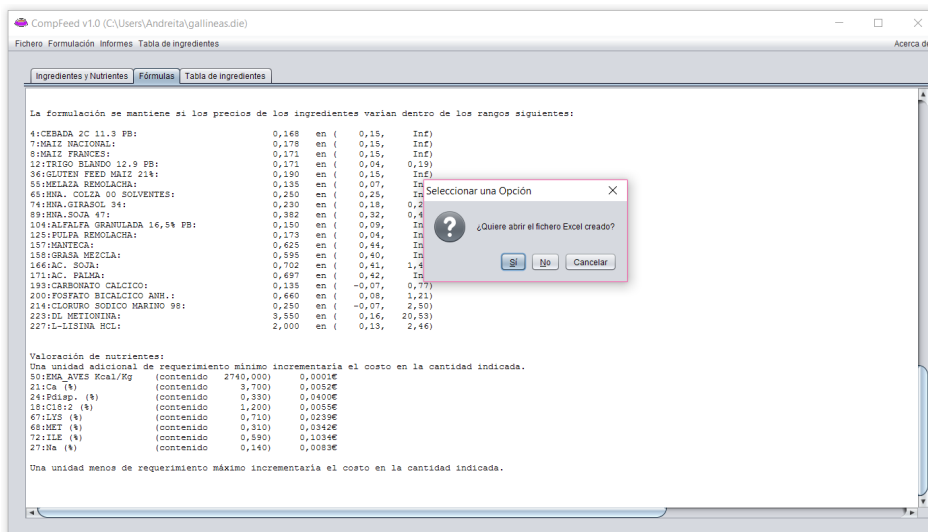 CompFeed v1.0 (C:\Users\Andreita\gallineas.die)
Fichero Formulación Informes Tabla de ingredientes Acerca de
Ingredientes y Nutrientes Fórmulas Tabla de ingredientes
La formulación se mantiene si los precios de los ingredientes varían dentro de los rangos siguientes:
4:CEBADA 2C 11.3 PB: 0,168 en ( 0,15, Inf)
7:MAIZ NACIONAL: 0,178 en ( 0,15, Inf)
8:MAIZ FRANCES: 0,171 en ( 0,15, Inf)
12:TRIGO BLANDO 12.9 PB: 0,171 en ( 0,04, 0,19)
36:GLUTEN FEED MAIZ 21%: 0,190 en ( 0,15, Inf)
55:MELAZA REMOLACHA: 0,135 en ( 0,07, In
65:HNA. COLZA 00 SOLVENTES: 0,250 en ( 0,25, In
74:HNA.GIRASOL 34: 0,230 en ( 0,18, 0,2
89:HNA.SOJA 47: 0,382 en ( 0,32, 0,4
104:ALFALFA GRANULADA 16,5% PB: 0,150 en ( 0,09, In
125:PULPA REMOLACHA: 0,173 en ( 0,04, In
157:MANTECA: 0,625 en ( 0,44, In
158:GRASA MEZCLA: 0,595 en ( 0,40, In
166:AC. SOJA: 0,702 en ( 0,41, 1,4
171:AC. PALMA: 0,697 en ( 0,42, In
193:CARBONATO CALCICO: 0,135 en ( -0,07, 0,77)
200:FOSFATO BICALCICO ANH.: 0,660 en ( 0,08, 1,21)
214:CLORURO SODICO MARINO 98: 0,250 en ( -0,07, 2,50)
223:DL METIONINA: 3,550 en ( 0,16, 20,53)
227:L-LISINA HCL: 2,000 en ( 0,13, 2,46)
Seleccionar una Opción
¿Quiere abrir el fichero Excel creado?
Sí No Cancelar
Valoración de nutrientes:
Una unidad adicional de requerimiento mínimo incrementaría el costo en la cantidad indicada.
50:EMA_AVES Kcal/Kg (contenido 2740,000) 0,0001€
21:Ca (%) (contenido 3,700) 0,0052€
24:Pdisp. (%) (contenido 0,330) 0,0400€
18:C18:2 (%) (contenido 1,200) 0,0055€
67:LYS (%) (contenido 0,710) 0,0239€
68:MET (%) (contenido 0,310) 0,0342€
72:ILE (%) (contenido 0,590) 0,1034€
27:Na (%) (contenido 0,140) 0,0083€
Una unidad menos de requerimiento máximo incrementaría el costo en la cantidad indicada.